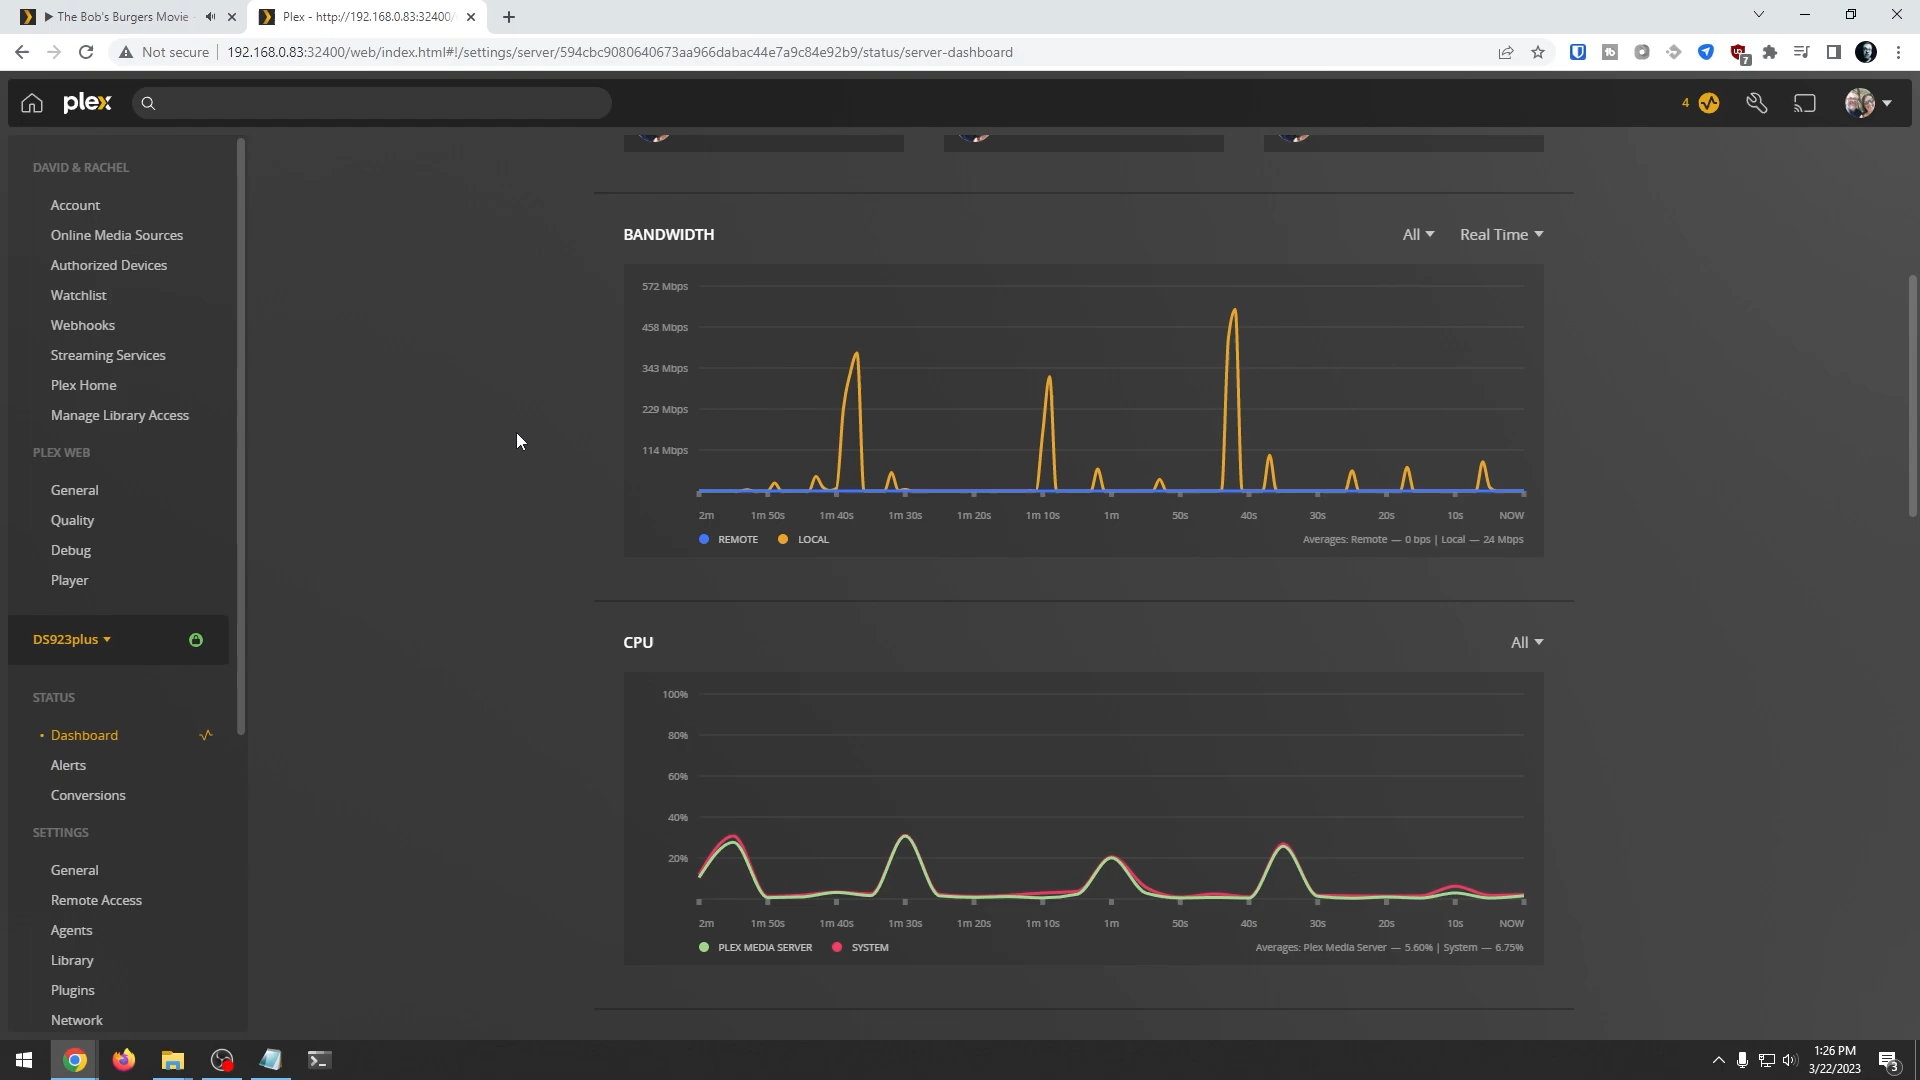 The Bob's Burgers Movie
Plex - http://192.168.0.83:32400/
Not secure
192.168.0.83:32400/web/index.html#!/settings/server/594cbc9080640673aa966dabac44e7a9c84e92b9/status/server-dashboard
7
plex
4
DAVID & RACHEL
Account
Online Media Sources
Authorized Devices
Watchlist
Webhooks
Streaming Services
Plex Home
Manage Library Access
PLEX WEB
General
Quality
Debug
Player
DS923plus
STATUS
Dashboard
Alerts
Conversions
SETTINGS
General
Remote Access
Agents
Library
Plugins
Network
BANDWIDTH
All
Real Time
572 Mbps
458 Mbps
343 Mbps
229 Mbps
114 Mbps
2m 1m 50s 1m 40s 1m 30s 1m 20s 1m 10s 1m 50s 40s 30s 20s 10s NOW
REMOTE LOCAL
Averages: Remote — 0 bps | Local — 24 Mbps
CPU
All
100%
80%
60%
40%
20%
2m 1m 50s 1m 40s 1m 30s 1m 20s 1m 10s 1m 50s 40s 30s 20s 10s NOW
PLEX MEDIA SERVER SYSTEM
Averages: Plex Media Server — 5.60% | System — 6.75%
1:26 PM
3/22/2023
3